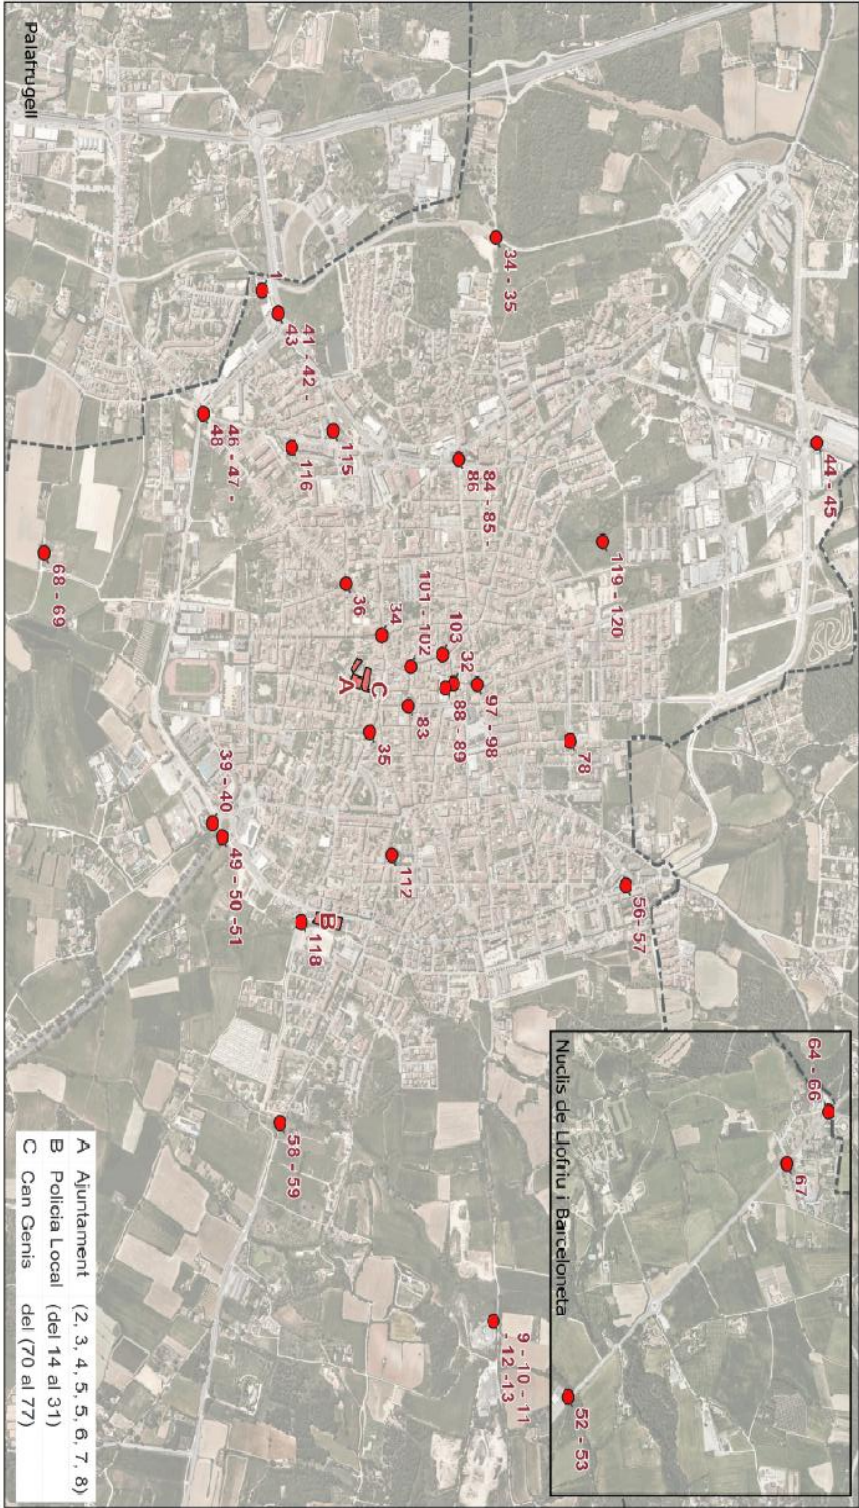 44 - 45
64 - 66
67
56- 57
119 - 120
78
52 - 53
Nuclis de Llofriu i Barceloneta
9 - 10 - 11
- 12 -13
34 - 35
84 - 85 -
86
97 - 98
32
88 - 89
103
101 - 102
83
112
34
C
A
35
36
115
B
118
41 - 42 -
43
116
58 - 59
1
46 - 47 -
48
49 - 50 -51
39 - 40
68 - 69
A Ajuntament (2, 3, 4, 5, 5, 6, 7, 8)
B Policia Local (del 14 al 31)
C Can Genis del (70 al 77)
Palafrugell